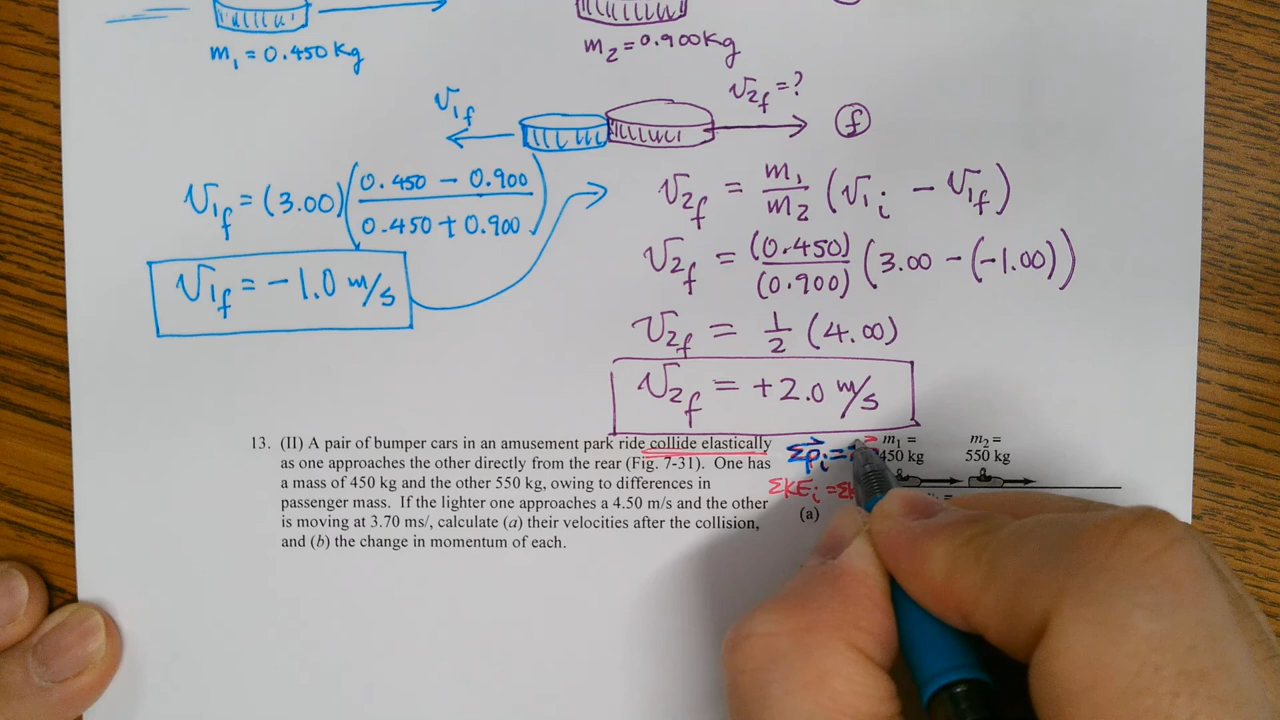 m₁ = 0.450 kg
m₂ = 0.900 kg
v₁f
v₂f = ?
f
v₁f = (3.00)((0.450 - 0.900)/(0.450 + 0.900))
v₁f = -1.0 m/s
v₂f = m₁/m₂ (v₁i - v₁f)
v₂f = (0.450)/(0.900) (3.00 - (-1.00))
v₂f = 1/2 (4.00)
v₂f = +2.0 m/s
13. (II) A pair of bumper cars in an amusement park ride collide elastically
as one approaches the other directly from the rear (Fig. 7-31). One has
a mass of 450 kg and the other 550 kg, owing to differences in
passenger mass. If the lighter one approaches a 4.50 m/s and the other
is moving at 3.70 ms/, calculate (a) their velocities after the collision,
and (b) the change in momentum of each.
Σpᵢ =
ΣKEᵢ = Σ
m₁ =
450 kg
m₂ =
550 kg
(a)